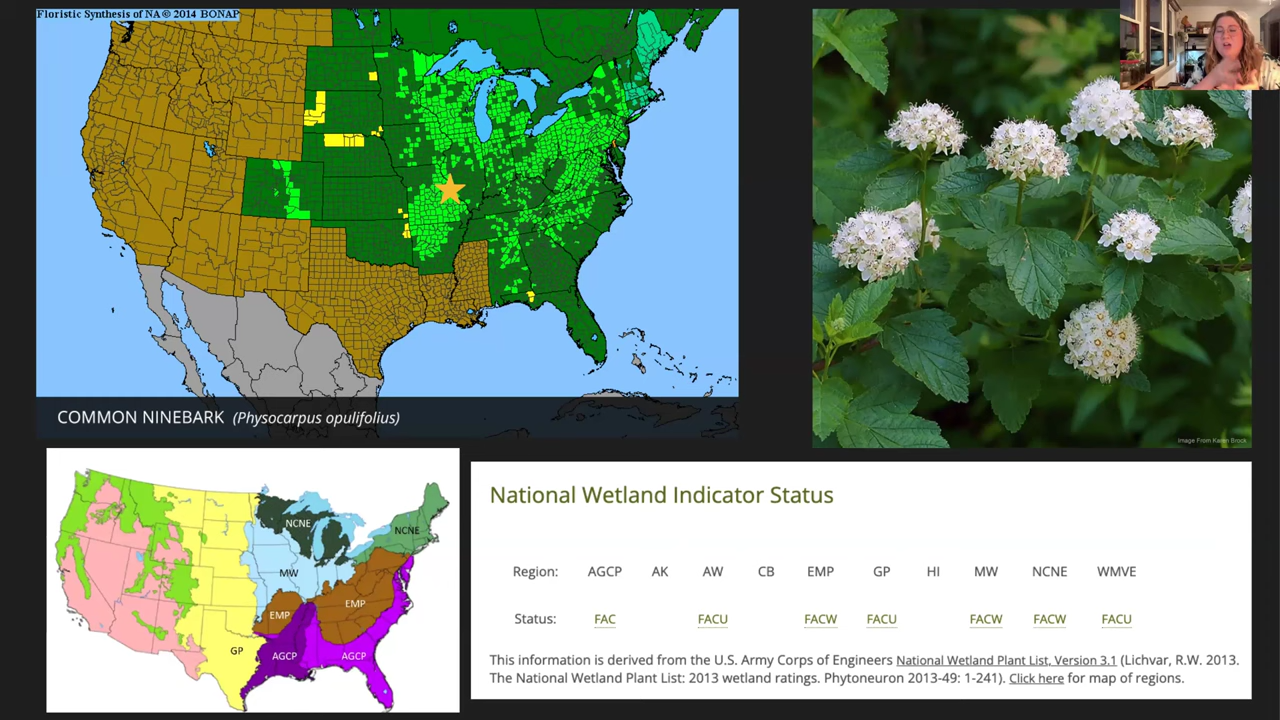 Floristic Synthesis of NA © 2014 BONAP
COMMON NINEBARK (Physocarpus opulifolius)
Image From Karen Brock
NCNE
NCNE
MW
EMP
EMP
GP
AGCP
AGCP
National Wetland Indicator Status
Region: AGCP AK AW CB EMP GP HI MW NCNE WMVE
Status: FAC FACU FACW FACU FACW FACW FACU
This information is derived from the U.S. Army Corps of Engineers National Wetland Plant List, Version 3.1 (Lichvar, R.W. 2013.
The National Wetland Plant List: 2013 wetland ratings. Phytoneuron 2013-49: 1-241). Click here for map of regions.